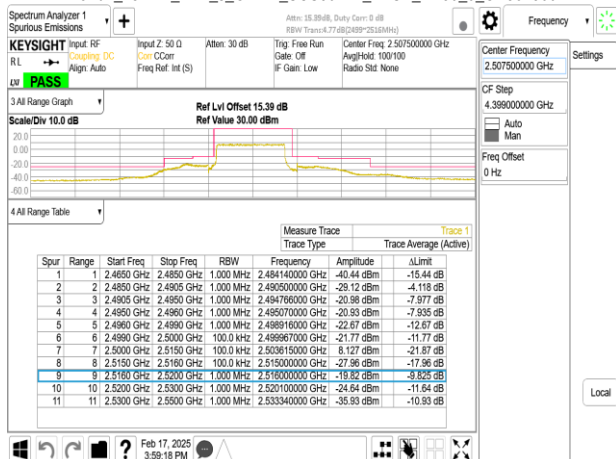 Spectrum Analyzer 1
Spurious Emissions
Attn: 15.39dB, Duty Corr: 0 dB
RBW Trans:4.77dB(2499~2516MHz)
Frequency
KEYSIGHT Input: RF Input Z: 50 Ω Atten: 30 dB Trig: Free Run Center Freq: 2.507500000 GHz
RL Coupling: DC Corr CCorr Gate: Off Avg|Hold: 100/100
Align: Auto Freq Ref: Int (S) IF Gain: Low Radio Std: None
LXI PASS
Center Frequency
2.507500000 GHz
Settings
CF Step
4.399000000 GHz
Auto
Man
Freq Offset
0 Hz
3 All Range Graph
Scale/Div 10.0 dB
Ref Lvl Offset 15.39 dB
Ref Value 30.00 dBm
20.0
0.00
-20.0
-40.0
-60.0
4 All Range Table
Measure Trace Trace 1
Trace Type Trace Average (Active)
Spur Range Start Freq Stop Freq RBW Frequency Amplitude ΔLimit
1 1 2.4650 GHz 2.4850 GHz 1.000 MHz 2.484140000 GHz -40.44 dBm -15.44 dB
2 2 2.4850 GHz 2.4905 GHz 1.000 MHz 2.490500000 GHz -29.12 dBm -4.118 dB
3 3 2.4905 GHz 2.4950 GHz 1.000 MHz 2.494766000 GHz -20.98 dBm -7.977 dB
4 4 2.4950 GHz 2.4960 GHz 1.000 MHz 2.495070000 GHz -20.93 dBm -7.935 dB
5 5 2.4960 GHz 2.4990 GHz 1.000 MHz 2.498916000 GHz -22.67 dBm -12.67 dB
6 6 2.4990 GHz 2.5000 GHz 100.0 kHz 2.499967000 GHz -21.77 dBm -11.77 dB
7 7 2.5000 GHz 2.5150 GHz 100.0 kHz 2.503615000 GHz 8.127 dBm -21.87 dB
8 8 2.5150 GHz 2.5160 GHz 100.0 kHz 2.515000000 GHz -27.96 dBm -17.96 dB
9 9 2.5160 GHz 2.5200 GHz 1.000 MHz 2.516000000 GHz -19.82 dBm -9.825 dB
10 10 2.5200 GHz 2.5300 GHz 1.000 MHz 2.520100000 GHz -24.64 dBm -11.64 dB
11 11 2.5300 GHz 2.5500 GHz 1.000 MHz 2.533340000 GHz -35.93 dBm -10.93 dB
Local
Feb 17, 2025
3:59:18 PM